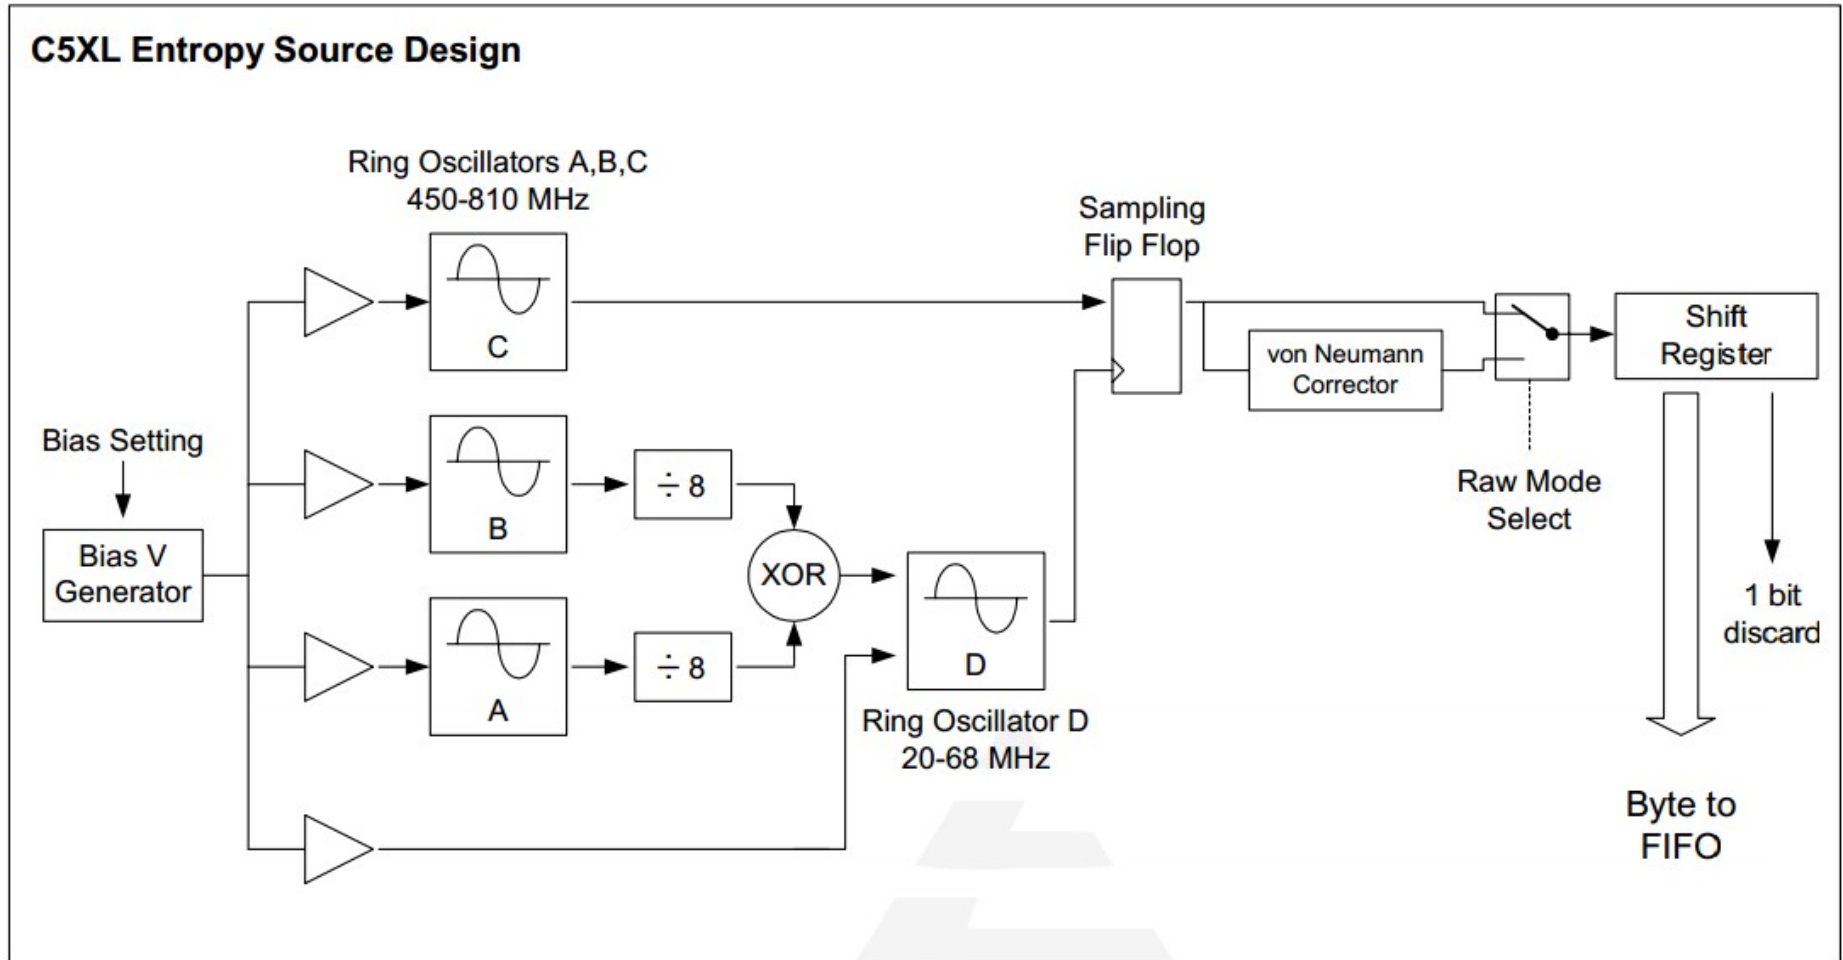 C5XL Entropy Source Design
Ring Oscillators A,B,C
450-810 MHz
C
Sampling
Flip Flop
von Neumann
Corrector
Shift
Register
Raw Mode
Select
1 bit
discard
Byte to
FIFO
Bias Setting
Bias V
Generator
B
÷ 8
XOR
A
÷ 8
D
Ring Oscillator D
20-68 MHz